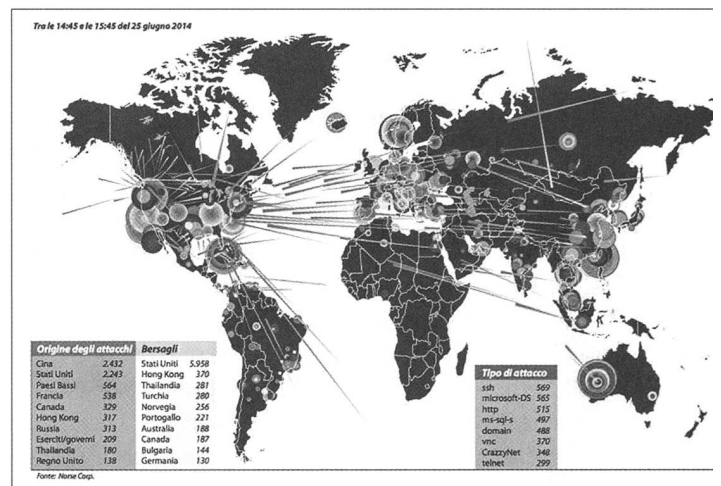 Tra le 14:45 e le 15:45 del 25 giugno 2014
Origine degli attacchi
Cina 2.432
Stati Uniti 2.243
Paesi Bassi 564
Francia 538
Canada 329
Hong Kong 317
Russia 313
Eserciti/governi 209
Thailandia 180
Regno Unito 138
Bersagli
Stati Uniti 5.958
Hong Kong 370
Thailandia 281
Turchia 280
Norvegia 256
Portogallo 221
Australia 188
Canada 187
Bulgaria 144
Germania 130
Tipo di attacco
ssh 569
microsoft-DS 565
http 515
ms-sql-s 497
domain 488
vnc 370
CrazzyNet 348
telnet 299
Fonte: Norse Corp.